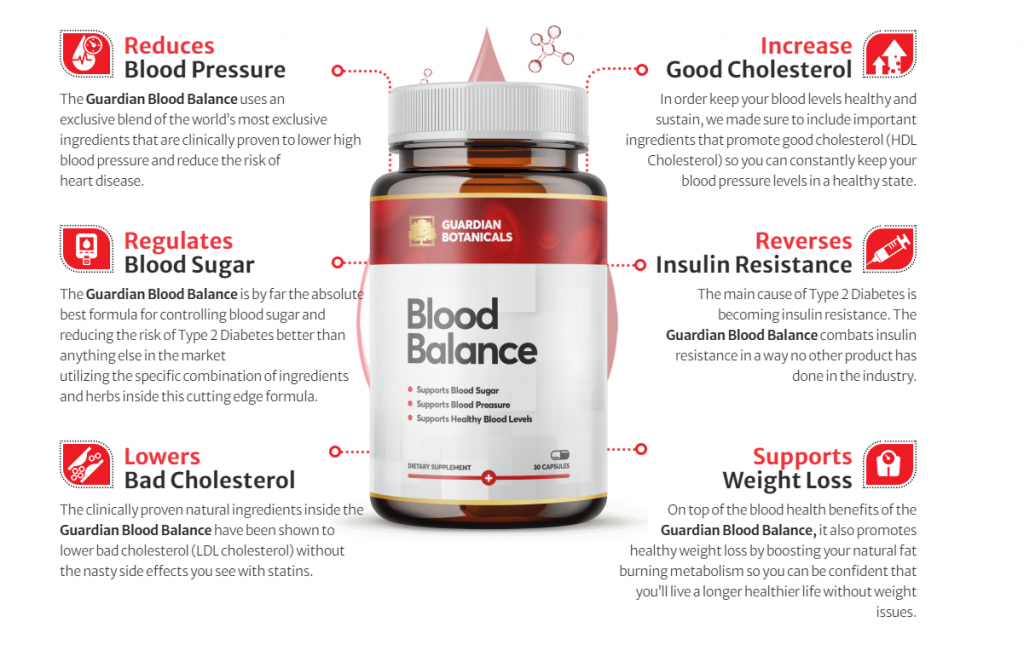 Reduces
Blood Pressure
The Guardian Blood Balance uses an
exclusive blend of the world's most exclusive
ingredients that are clinically proven to lower high
blood pressure and reduce the risk of
heart disease.
Regulates
Blood Sugar
The Guardian Blood Balance is by far the absolute
best formula for controlling blood sugar and
reducing the risk of Type 2 Diabetes better than
anything else in the market
utilizing the specific combination of ingredients
and herbs inside this cutting edge formula.
Lowers
Bad Cholesterol
The clinically proven natural ingredients inside the
Guardian Blood Balance have been shown to
lower bad cholesterol (LDL cholesterol) without
the nasty side effects you see with statins.
GUARDIAN
BOTANICALS
Blood
Balance
Supports Blood Sugar
Supports Blood Preasure
Supports Healthy Blood Levels
DIETARY SUPPLEMENT
30 CAPSULES
Increase
Good Cholesterol
In order keep your blood levels healthy and
sustain, we made sure to include important
ingredients that promote good cholesterol (HDL
Cholesterol) so you can constantly keep your
blood pressure levels in a healthy state.
Reverses
Insulin Resistance
The main cause of Type 2 Diabetes is
becoming insulin resistance. The
Guardian Blood Balance combats insulin
resistance in a way no other product has
done in the industry.
Supports
Weight Loss
On top of the blood health benefits of the
Guardian Blood Balance, it also promotes
healthy weight loss by boosting your natural fat
burning metabolism so you can be confident that
you'll live a longer healthier life without weight
issues.